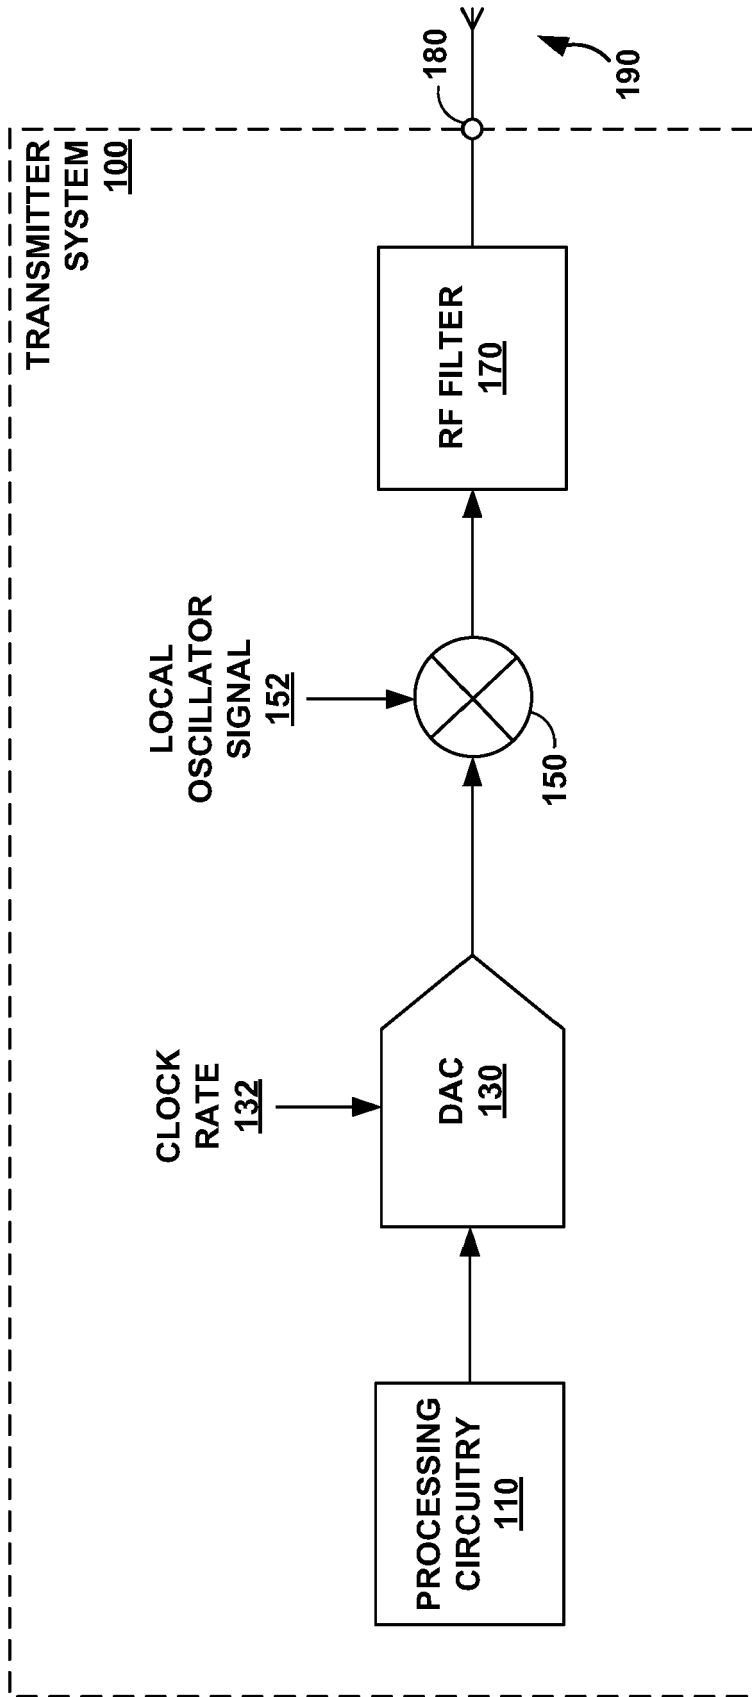 TRANSMITTER
SYSTEM
100
LOCAL
OSCILLATOR
SIGNAL
152
CLOCK
RATE
132
PROCESSING
CIRCUITRY
110
DAC
130
150
RF FILTER
170
180
190